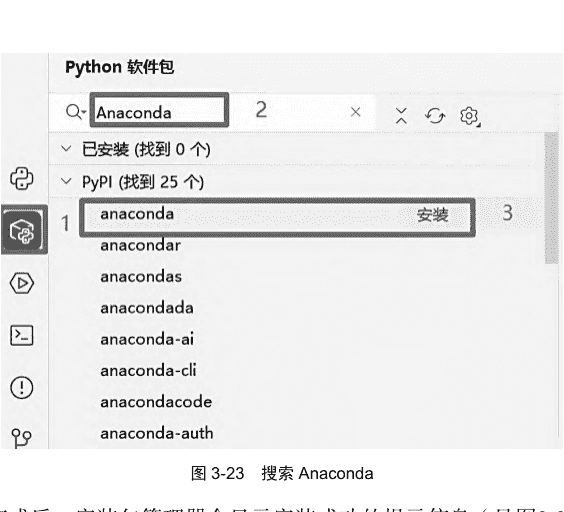 Python 软件包
Anaconda 2
已安装 (找到 0 个)
PyPI (找到 25 个)
1 anaconda 安装 3
anacondar
anacondas
anacondada
anaconda-ai
anaconda-cli
anacondacode
anaconda-auth
图 3-23 搜索 Anaconda